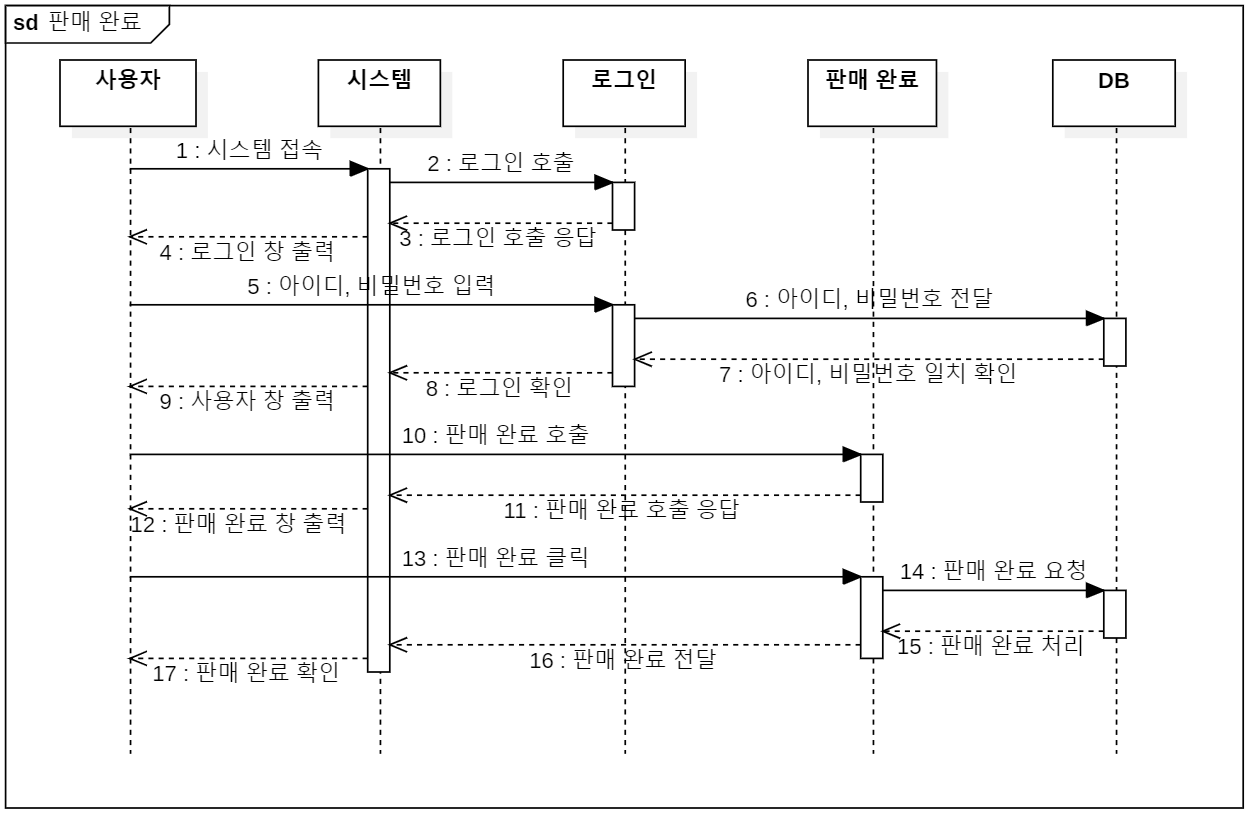 sd 판매 완료
사용자
시스템
로그인
판매 완료
DB
1 : 시스템 접속
2 : 로그인 호출
3 : 로그인 호출 응답
4 : 로그인 창 출력
5 : 아이디, 비밀번호 입력
6 : 아이디, 비밀번호 전달
7 : 아이디, 비밀번호 일치 확인
8 : 로그인 확인
9 : 사용자 창 출력
10 : 판매 완료 호출
11 : 판매 완료 호출 응답
12 : 판매 완료 창 출력
13 : 판매 완료 클릭
14 : 판매 완료 요청
15 : 판매 완료 처리
16 : 판매 완료 전달
17 : 판매 완료 확인